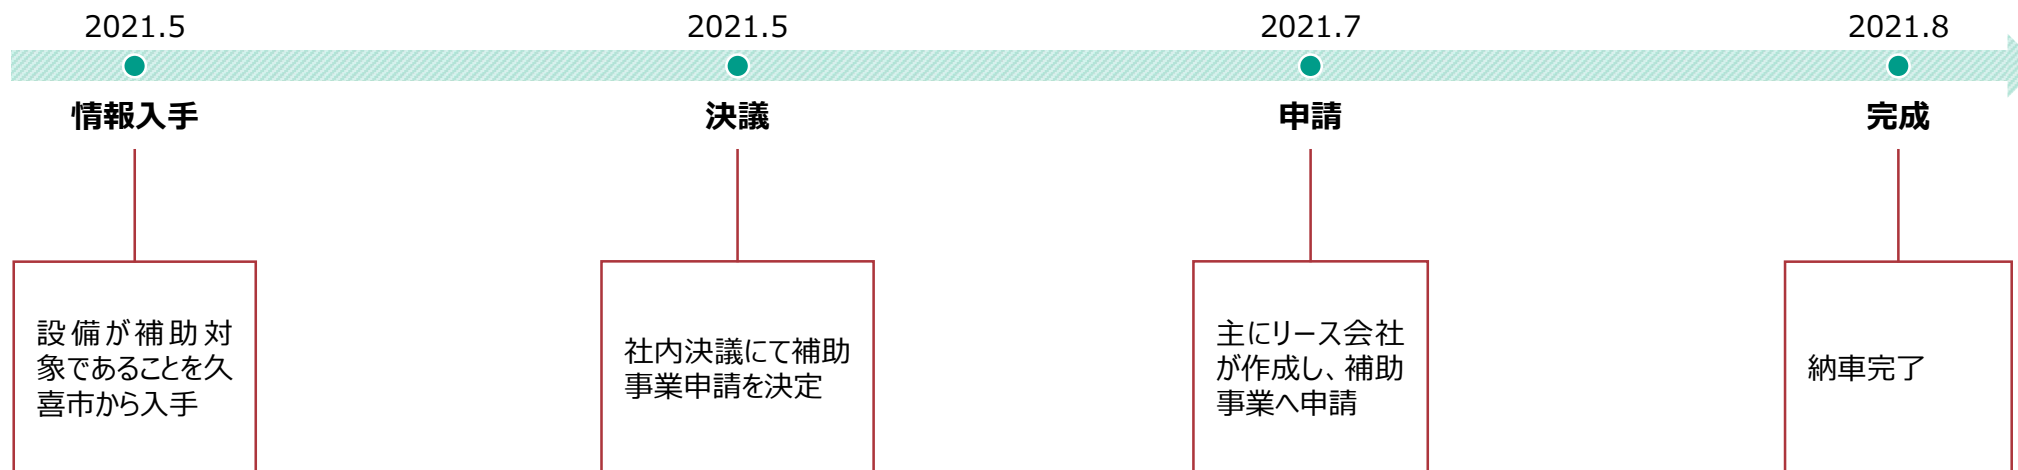 2021.5
2021.5
2021.7
2021.8
情報入手
決議
申請
完成
設備が補助対
象であることを久
喜市から入手
社内決議にて補助
事業申請を決定
主にリース会社
が作成し、補助
事業へ申請
納車完了